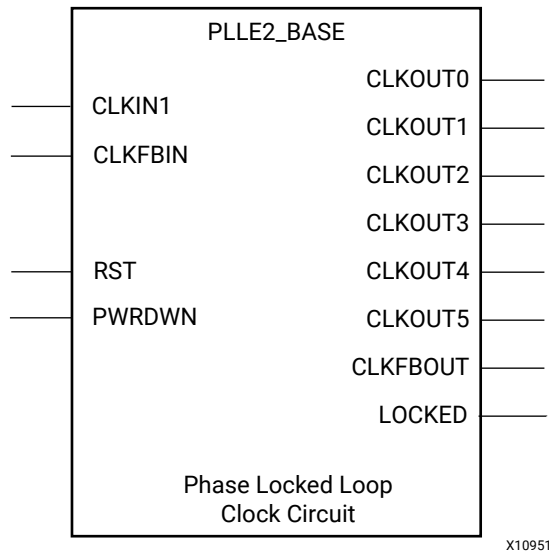 PLLE2_BASE
CLKIN1
CLKFBIN
RST
PWRDWN
CLKOUT0
CLKOUT1
CLKOUT2
CLKOUT3
CLKOUT4
CLKOUT5
CLKFBOUT
LOCKED
Phase Locked Loop
Clock Circuit
X10951